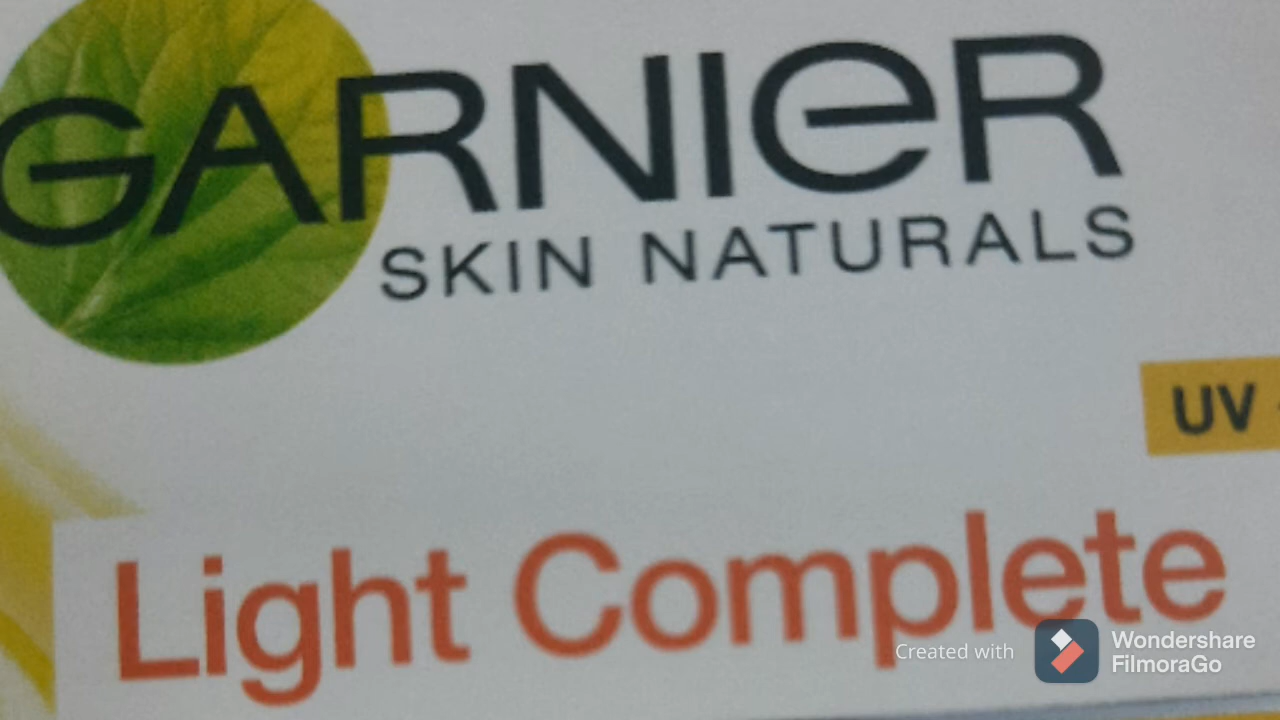 GARNIER
SKIN NATURALS
UV
Light Complete
Created with
Wondershare
FilmoraGo